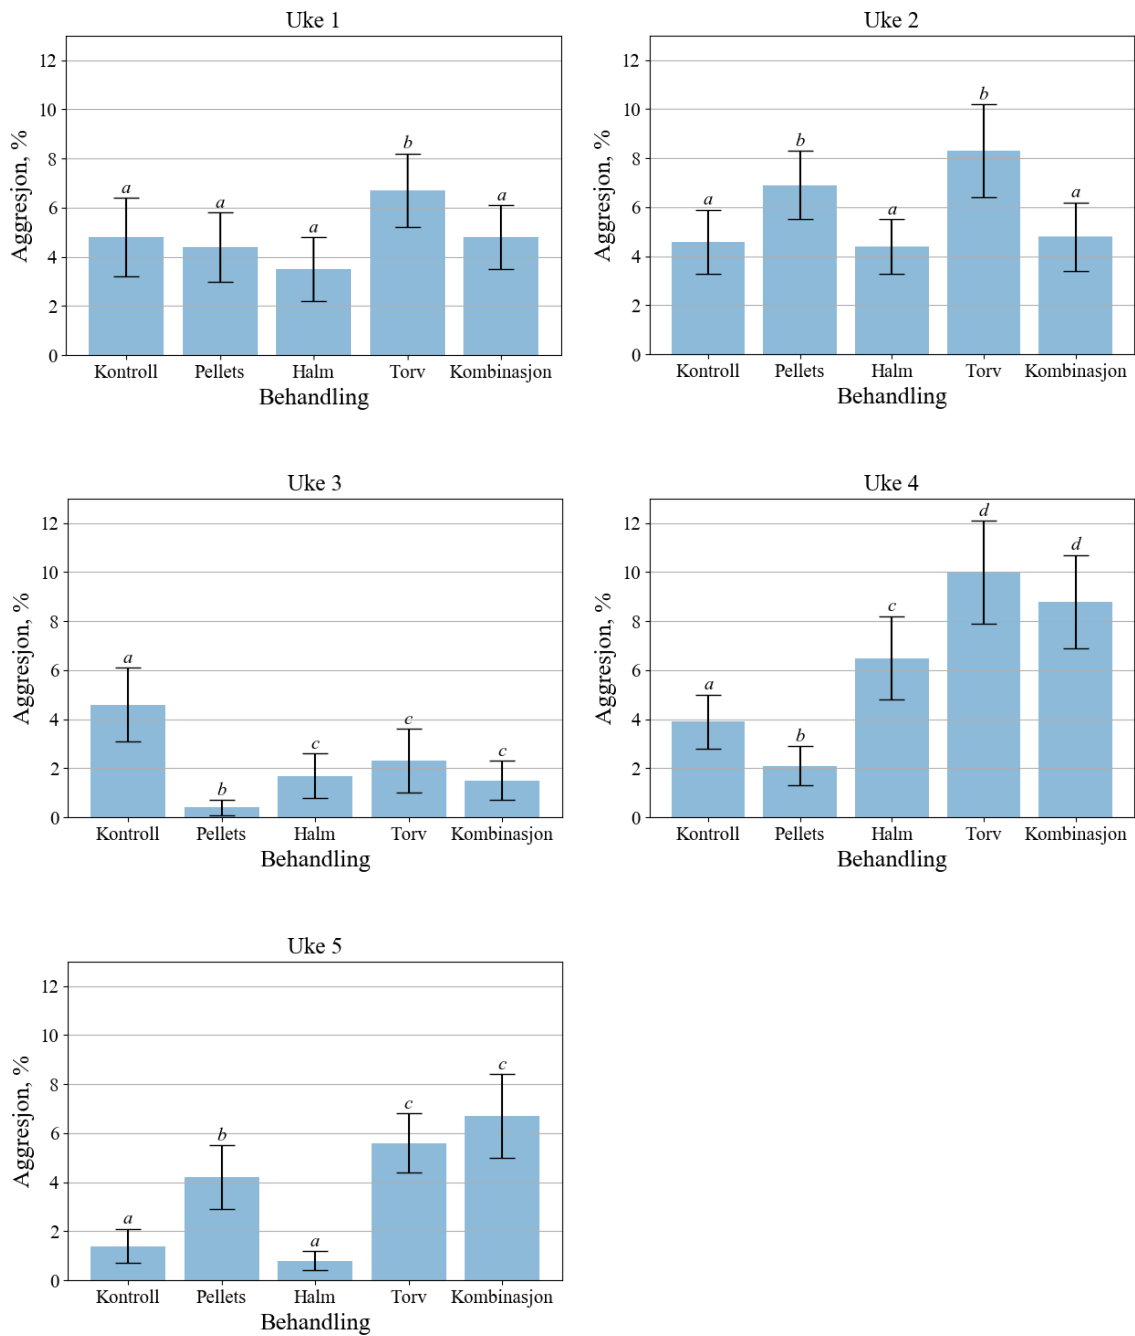 Uke 1
Aggresjon, %
12
10
8
6
4
2
0
a
a
a
b
a
Kontroll Pellets Halm Torv Kombinasjon
Behandling
Uke 2
Aggresjon, %
12
10
8
6
4
2
0
a
b
a
b
a
Kontroll Pellets Halm Torv Kombinasjon
Behandling
Uke 3
Aggresjon, %
12
10
8
6
4
2
0
a
b
c
c
c
Kontroll Pellets Halm Torv Kombinasjon
Behandling
Uke 4
Aggresjon, %
12
10
8
6
4
2
0
a
b
c
d
d
Kontroll Pellets Halm Torv Kombinasjon
Behandling
Uke 5
Aggresjon, %
12
10
8
6
4
2
0
a
b
a
c
c
Kontroll Pellets Halm Torv Kombinasjon
Behandling